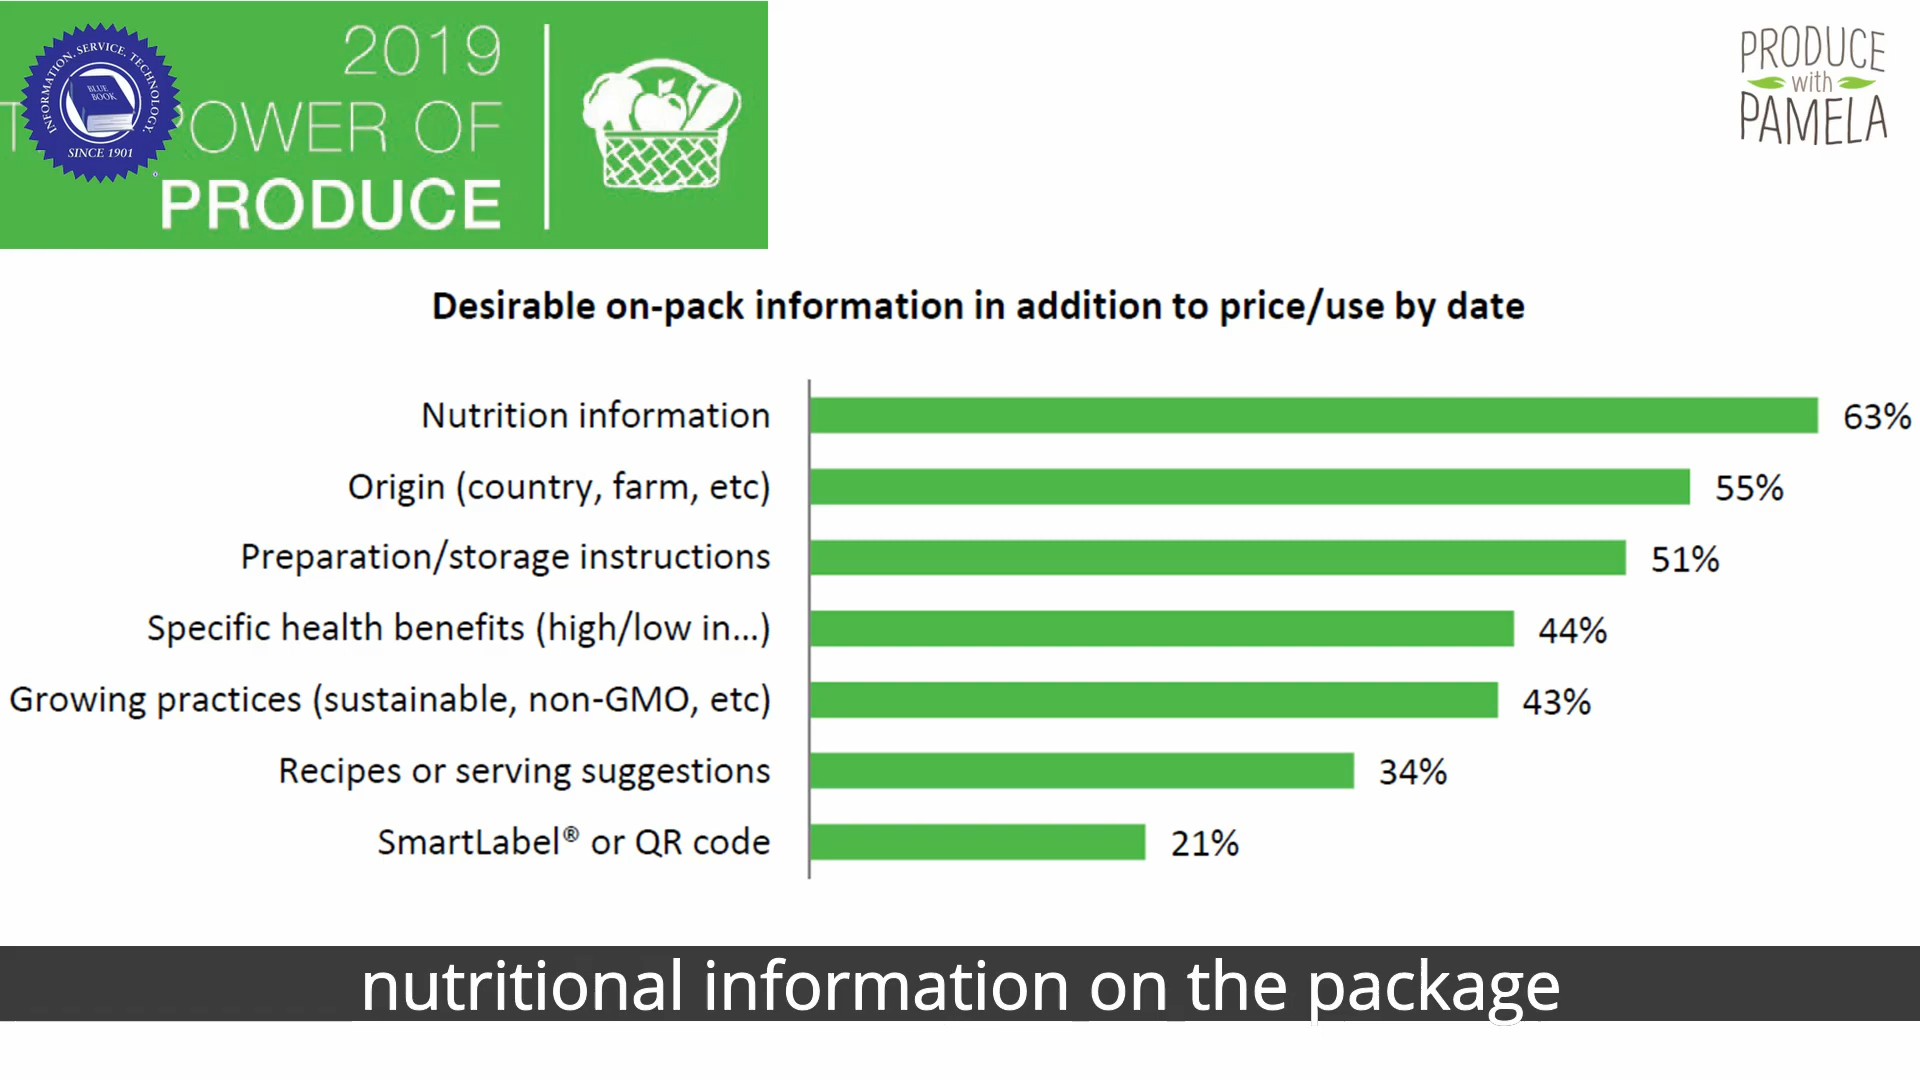 2019
POWER OF
PRODUCE
INFORMATION. SERVICE. TECHNOLOGY.
BLUE
BOOK
SINCE 1901
®
PRODUCE
with
PAMELA
Desirable on-pack information in addition to price/use by date
Nutrition information 63%
Origin (country, farm, etc) 55%
Preparation/storage instructions 51%
Specific health benefits (high/low in...) 44%
Growing practices (sustainable, non-GMO, etc) 43%
Recipes or serving suggestions 34%
SmartLabel® or QR code 21%
nutritional information on the package